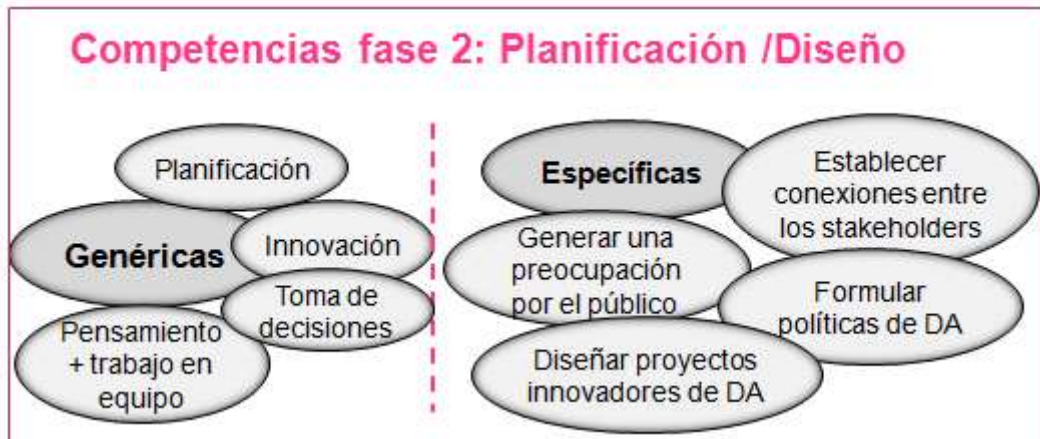 Competencias fase 2: Planificación /Diseño
Planificación
Genéricas
Innovación
Toma de
decisiones
Pensamiento
+ trabajo en
equipo
Específicas
Establecer
conexiones entre
los stakeholders
Generar una
preocupación
por el público
Formular
políticas de DA
Diseñar proyectos
innovadores de DA